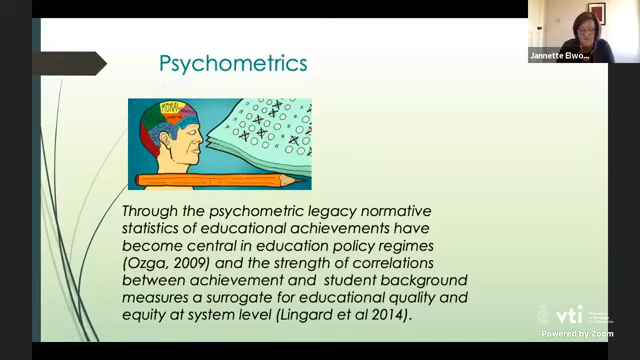 Psychometrics
Through the psychometric legacy normative
statistics of educational achievements have
become central in education policy regimes
(Ozga, 2009) and the strength of correlations
between achievement and student background
measures a surrogate for educational quality and
equity at system level (Lingard et al 2014).
Jannette Elwo...
vti
Powered by Zoom